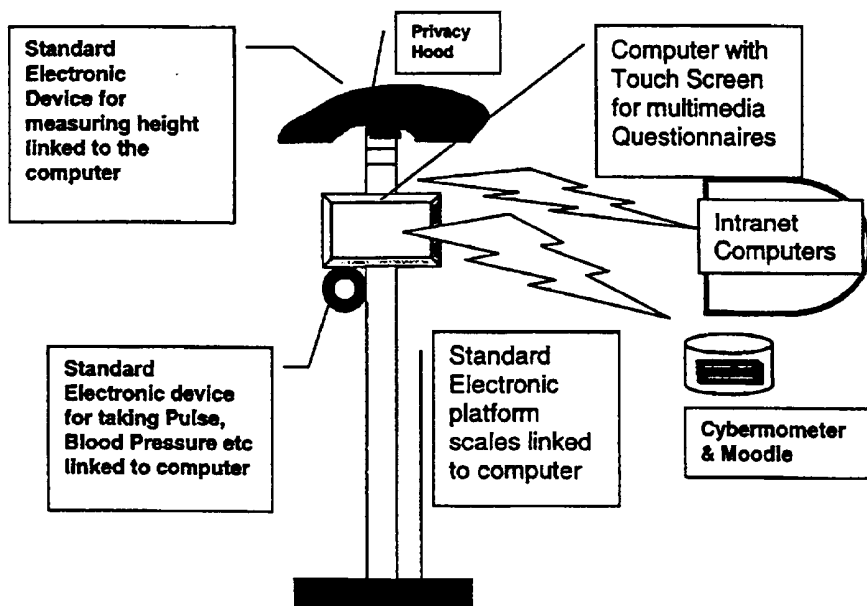 Standard
Electronic
Device for
measuring height
linked to the
computer
Privacy
Hood
Computer with
Touch Screen
for multimedia
Questionnaires
Intranet
Computers
Standard
Electronic device
for taking Pulse,
Blood Pressure etc
linked to computer
Standard
Electronic
platform
scales linked
to computer
Cybermometer
& Moodle